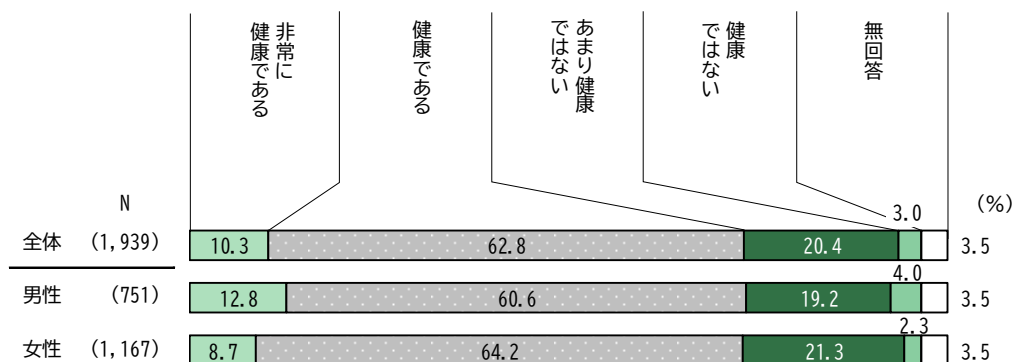 非常に
健康である
健康である
あまり健康
ではない
健康
ではない
無回答
N
(%)
3.0
全体 (1,939) 10.3 62.8 20.4 3.5
4.0
男性 (751) 12.8 60.6 19.2 3.5
2.3
女性 (1,167) 8.7 64.2 21.3 3.5